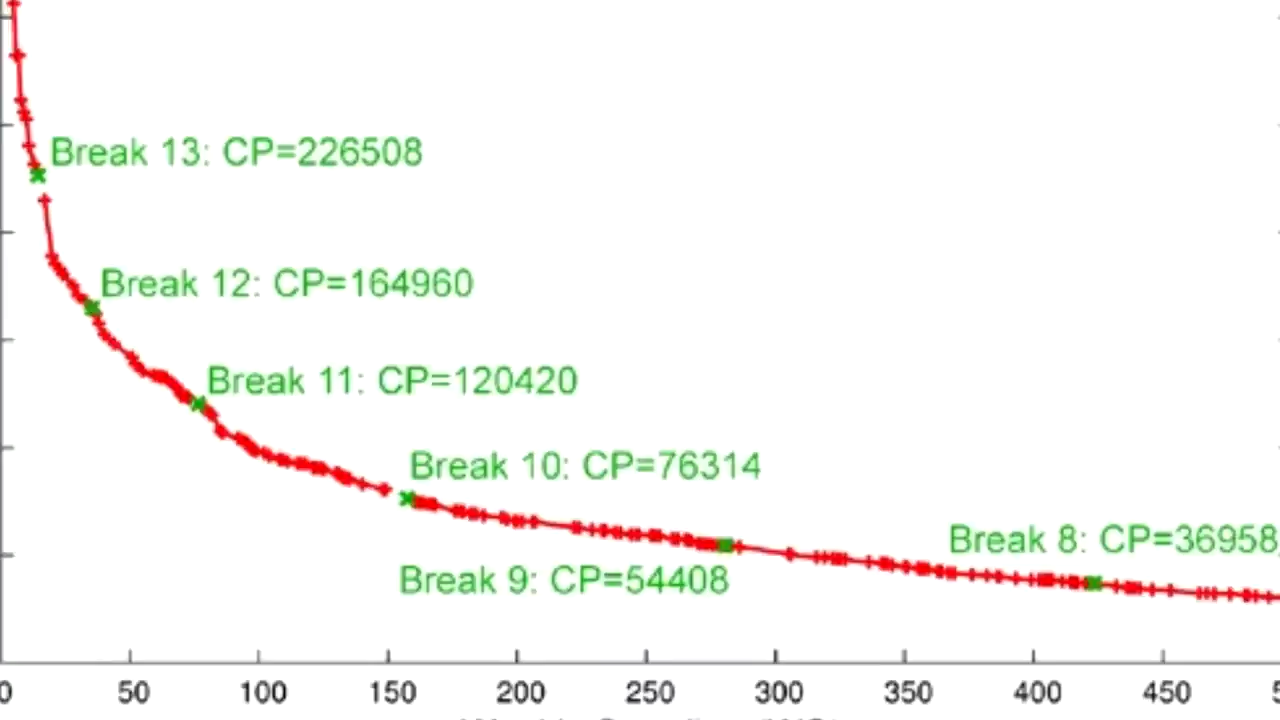 Break 13: CP=226508
Break 12: CP=164960
Break 11: CP=120420
Break 10: CP=76314
Break 8: CP=36958
Break 9: CP=54408
0 50 100 150 200 250 300 350 400 450